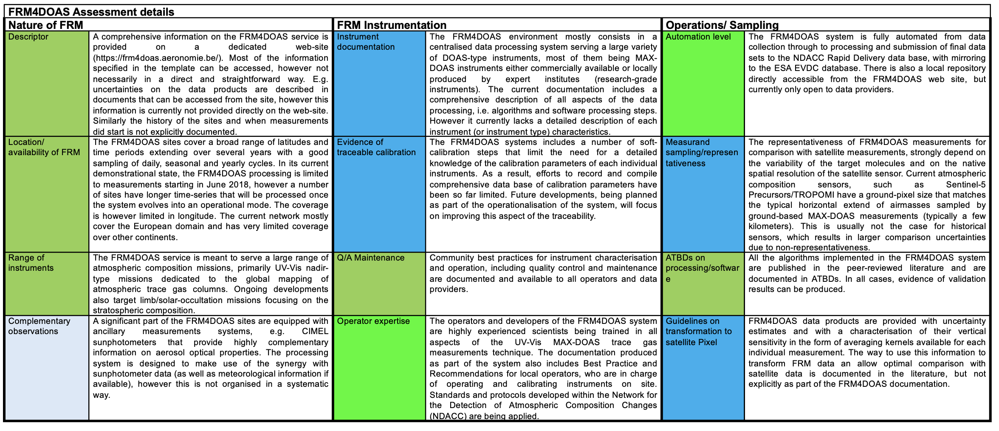 FRM4DOAS Assessment details
Nature of FRM
Descriptor
A comprehensive information on the FRM4DOAS service is
provided on a dedicated web-site
(https://frm4doas.aeronomie.be/). Most of the information
specified in the template can be accessed, however not
necessarily in a direct and straightforward way. E.g.
uncertainties on the data products are described in
documents that can be accessed from the site, however this
information is currently not provided directly on the web-site.
Similarly the history of the sites and when measurements
did start is not explicitly documented.
Location/
availability of FRM
The FRM4DOAS sites cover a broad range of latitudes and
time periods extending over several years with a good
sampling of daily, seasonal and yearly cycles. In its current
demonstrational state, the FRM4DOAS processing is limited
to measurements starting in June 2018, however a number
of sites have longer time-series that will be processed once
the system evolves into an operational mode. The coverage
is however limited in longitude. The current network mostly
cover the European domain and has very limited coverage
over other continents.
Range of
instruments
The FRM4DOAS service is meant to serve a large range of
atmospheric composition missions, primarily UV-Vis nadir-
type missions dedicated to the global mapping of
atmospheric trace gas columns. Ongoing developments
also target limb/solar-occultation missions focusing on the
stratospheric composition.
Complementary
observations
A significant part of the FRM4DOAS sites are equipped with
ancillary measurements systems, e.g. CIMEL
sunphotometers that provide highly complementary
information on aerosol optical properties. The processing
system is designed to make use of the synergy with
sunphotometer data (as well as meteorological information if
available), however this is not organised in a systematic
way.
FRM Instrumentation
Instrument
documentation
The FRM4DOAS environment mostly consists in a
centralised data processing system serving a large variety
of DOAS-type instruments, most of them being MAX-
DOAS instruments either commercially available or locally
produced by expert institutes (research-grade
instruments). The current documentation includes a
comprehensive description of all aspects of the data
processing, i.e. algorithms and software processing steps.
However it currently lacks a detailed description of each
instrument (or instrument type) characteristics.
Evidence of
traceable calibration
The FRM4DOAS systems includes a number of soft-
calibration steps that limit the need for a detailed
knowledge of the calibration parameters of each individual
instruments. As a result, efforts to record and compile
comprehensive data base of calibration parameters have
been so far limited. Future developments, being planned
as part of the operationalisation of the system, will focus
on improving this aspect of the traceability.
Q/A Maintenance
Community best practices for instrument characterisation
and operation, including quality control and maintenance
are documented and available to all operators and data
providers.
Operator expertise
The operators and developers of the FRM4DOAS system
are highly experienced scientists being trained in all
aspects of the UV-Vis MAX-DOAS trace gas
measurements technique. The documentation produced
as part of the system also includes Best Practice and
Recommendations for local operators, who are in charge
of operating and calibrating instruments on site.
Standards and protocols developed within the Network for
the Detection of Atmospheric Composition Changes
(NDACC) are being applied.
Operations/ Sampling
Automation level
The FRM4DOAS system is fully automated from data
collection through to processing and submission of final data
sets to the NDACC Rapid Delivery data base, with mirroring
to the ESA EVDC database. There is also a local repository
directly accessible from the FRM4DOAS web site, but
currently only open to data providers.
Measurand
sampling/represen
tativeness
The representativeness of FRM4DOAS measurements for
comparison with satellite measurements, strongly depend on
the variability of the target molecules and on the native
spatial resolution of the satellite sensor. Current atmospheric
composition sensors, such as Sentinel-5
Precursors/TROPOMI have a ground-pixel size that matches
the typical horizontal extend of airmasses sampled by
ground-based MAX-DOAS measurements (typically a few
kilometers). This is usually not the case for historical
sensors, which results in larger comparison uncertainties
due to non-representativeness.
ATBDs on
processing/softwar
e
All the algorithms implemented in the FRM4DOAS system
are published in the peer-reviewed literature and are
documented in ATBDs. In all cases, evidence of validation
results can be produced.
Guidelines on
transformation to
satellite Pixel
FRM4DOAS data products are provided with uncertainty
estimates and with a characterisation of their vertical
sensitivity in the form of averaging kernels available for each
individual measurement. The way to use this information to
transform FRM data an allow optimal comparison with
satellite data is documented in the literature, but not
explicitly as part of the FRM4DOAS documentation.